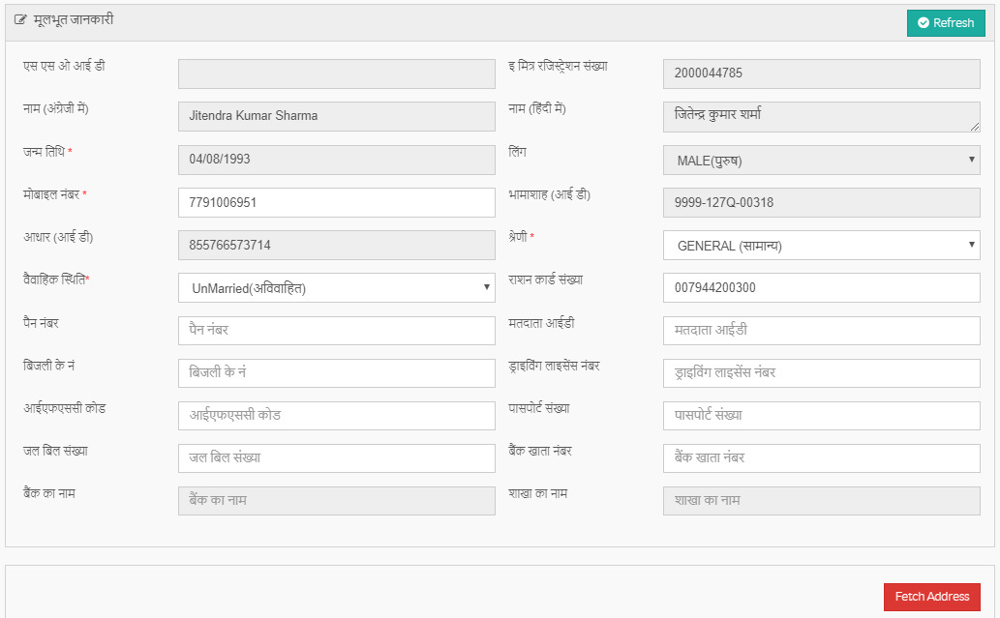 मूलभूत जानकारी
Refresh
एस एस ओ आई डी
इ मित्र रजिस्ट्रेशन संख्या 2000044785
नाम (अंग्रेजी में) Jitendra Kumar Sharma नाम (हिंदी में) जितेन्द्र कुमार शर्मा
जन्म तिथि * 04/08/1993 लिंग MALE(पुरुष)
मोबाइल नंबर * 7791006951 भामाशाह (आई डी) 9999-127Q-00318
आधार (आई डी) 855766573714 श्रेणी * GENERAL (सामान्य)
वैवाहिक स्थिति* UnMarried(अविवाहित) राशन कार्ड संख्या 007944200300
पैन नंबर पैन नंबर मतदाता आईडी मतदाता आईडी
बिजली के नं बिजली के नं ड्राइविंग लाइसेंस नंबर ड्राइविंग लाइसेंस नंबर
आईएफएससी कोड आईएफएससी कोड पासपोर्ट संख्या पासपोर्ट संख्या
जल बिल संख्या जल बिल संख्या बैंक खाता नंबर बैंक खाता नंबर
बैंक का नाम बैंक का नाम शाखा का नाम शाखा का नाम
Fetch Address